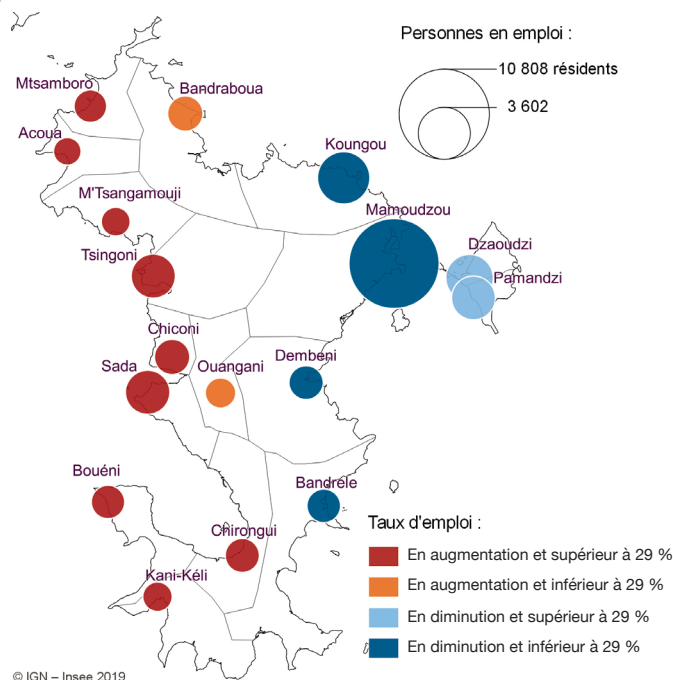 Personnes en emploi :
10 808 résidents
3 602
Mtsamboro
Bandraboua
Acoua
Koungou
M'Tsangamouji
Mamoudzou
Tsingoni
Dzaoudzi
Pamandzi
Chiconi
Sada
Ouangani
Dembeni
Bouéni
Bandrele
Chirongui
Kani-Kéli
Taux d'emploi :
En augmentation et supérieur à 29 %
En augmentation et inférieur à 29 %
En diminution et supérieur à 29 %
En diminution et inférieur à 29 %
© IGN – Insee 2019